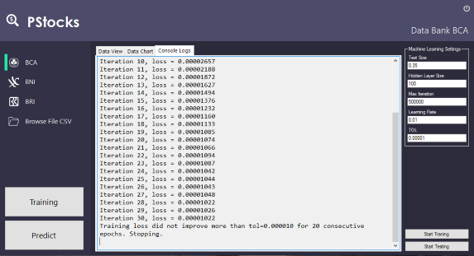 PStocks
Data Bank BCA
BCA
BNI
BRI
Browse File CSV
Training
Predict
Data View
Data Chart
Console Logs
Iteration 10, loss = 0.00002657
Iteration 11, loss = 0.00002188
Iteration 12, loss = 0.00001872
Iteration 13, loss = 0.00001627
Iteration 14, loss = 0.00001494
Iteration 15, loss = 0.00001376
Iteration 16, loss = 0.00001232
Iteration 17, loss = 0.00001160
Iteration 18, loss = 0.00001133
Iteration 19, loss = 0.00001085
Iteration 20, loss = 0.00001074
Iteration 21, loss = 0.00001066
Iteration 22, loss = 0.00001094
Iteration 23, loss = 0.00001087
Iteration 24, loss = 0.00001042
Iteration 25, loss = 0.00001044
Iteration 26, loss = 0.00001043
Iteration 27, loss = 0.00001048
Iteration 28, loss = 0.00001022
Iteration 29, loss = 0.00001026
Iteration 30, loss = 0.00001022
Training loss did not improve more than tol=0.000010 for 20 consecutive
epochs. Stopping.
Machine Learning Settings
Test Size
0.35
Hidden Layer Size
100
Max Iteration
500000
Learning Rate
0.01
TOL
0.00001
Start Training
Start Testing